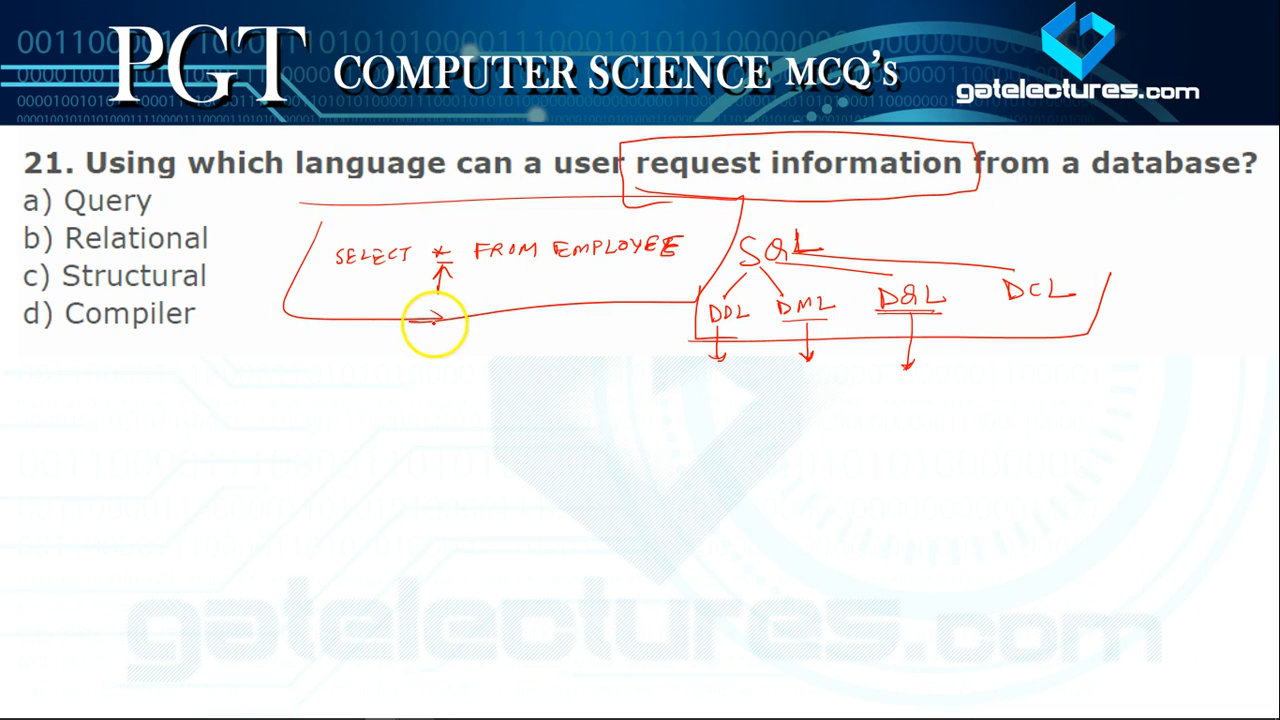 PGT COMPUTER SCIENCE MCQ's
gatelectures.com
21. Using which language can a user request information from a database?
a) Query
b) Relational
c) Structural
d) Compiler
SELECT * FROM EMPLOYEE
SQL
DDL DML DQL DCL
gatelectures.com